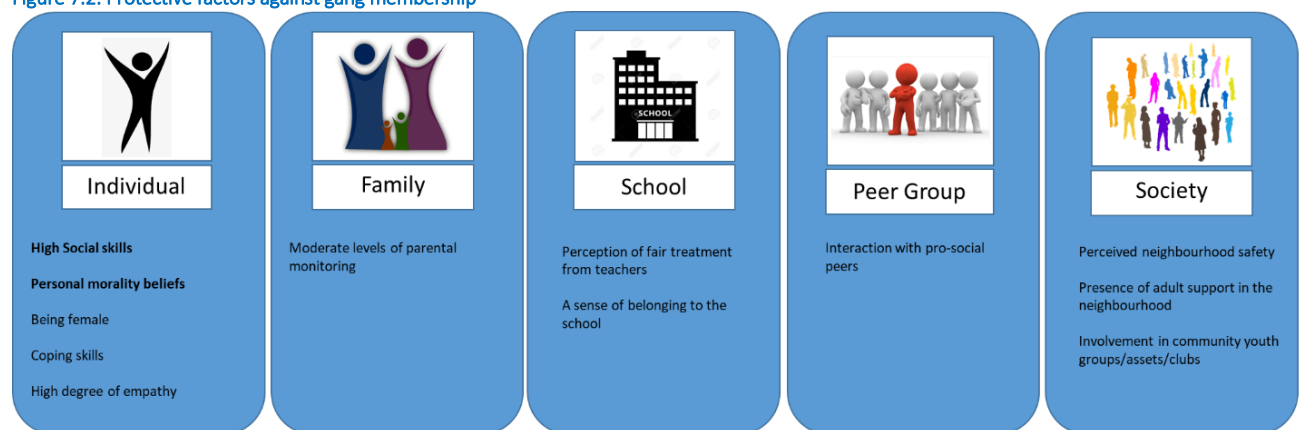 Figure 7.2: Protective factors against gang membership
SCHOOL
Individual
Family
School
Peer Group
Society
High Social skills
Personal morality beliefs
Being female
Coping skills
High degree of empathy
Moderate levels of parental
monitoring
Perception of fair treatment
from teachers
A sense of belonging to the
school
Interaction with pro-social
peers
Perceived neighbourhood safety
Presence of adult support in the
neighbourhood
Involvement in community youth
groups/assets/clubs